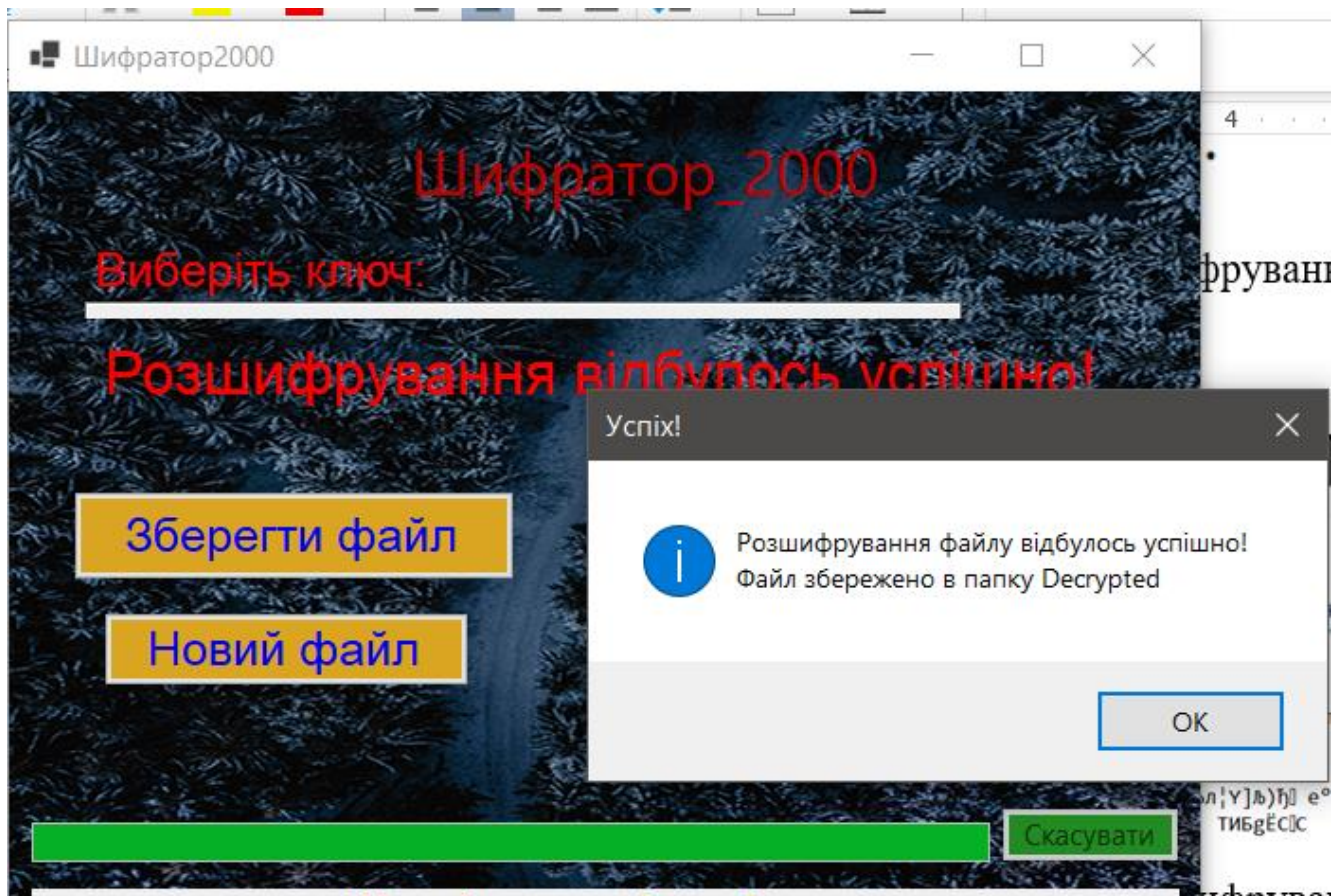 Шифратор2000
4
Шифратор_2000
Виберіть ключ:
Розшифрування відбулось успішно!
Успіх!
Розшифрування файлу відбулось успішно!
Файл збережено в папку Decrypted
OK
Зберегти файл
Новий файл
Скасувати